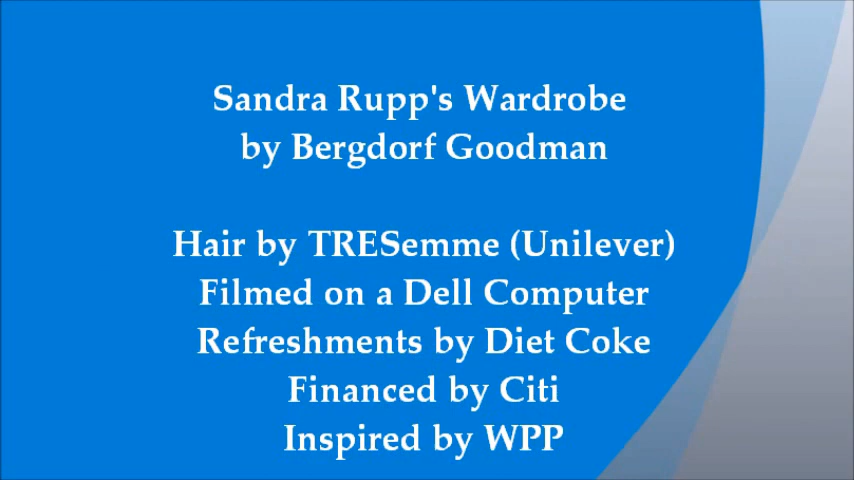 Sandra Rupp's Wardrobe
by Bergdorf Goodman
Hair by TRESemme (Unilever)
Filmed on a Dell Computer
Refreshments by Diet Coke
Financed by Citi
Inspired by WPP